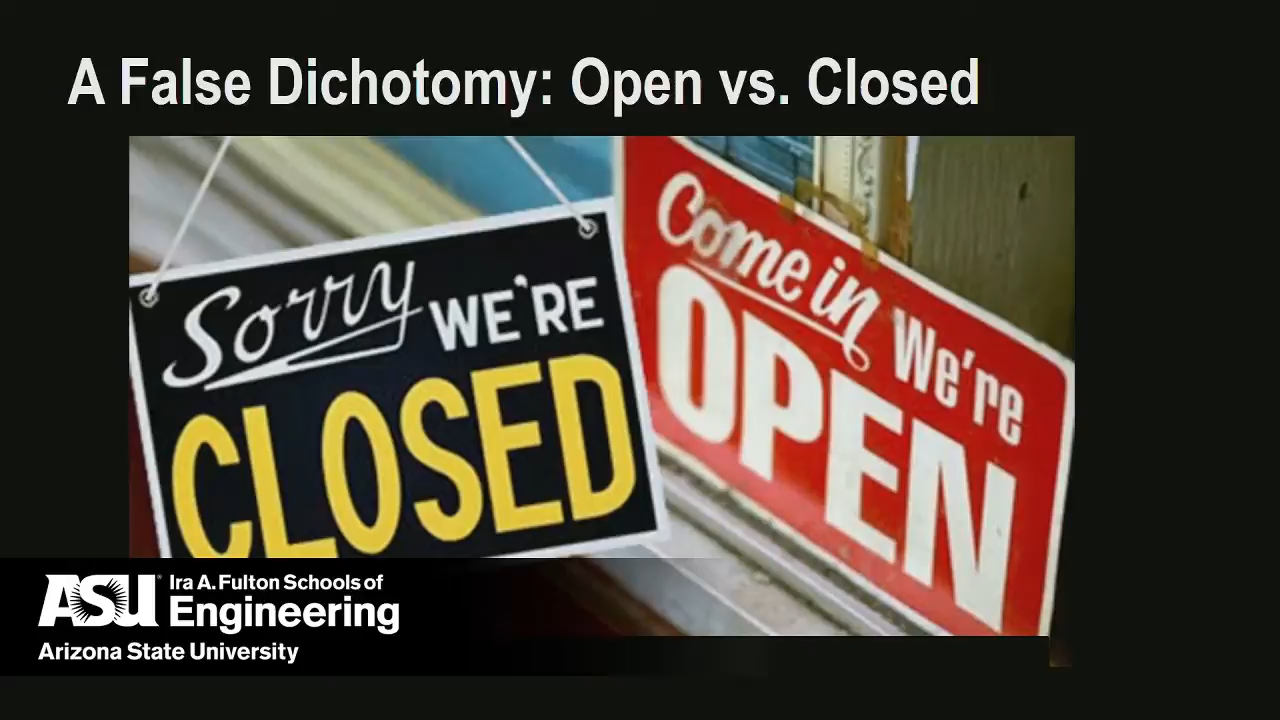 A False Dichotomy: Open vs. Closed
Sorry WE'RE
CLOSED
Come in We're
OPEN
ASU Ira A. Fulton Schools of
Engineering
Arizona State University